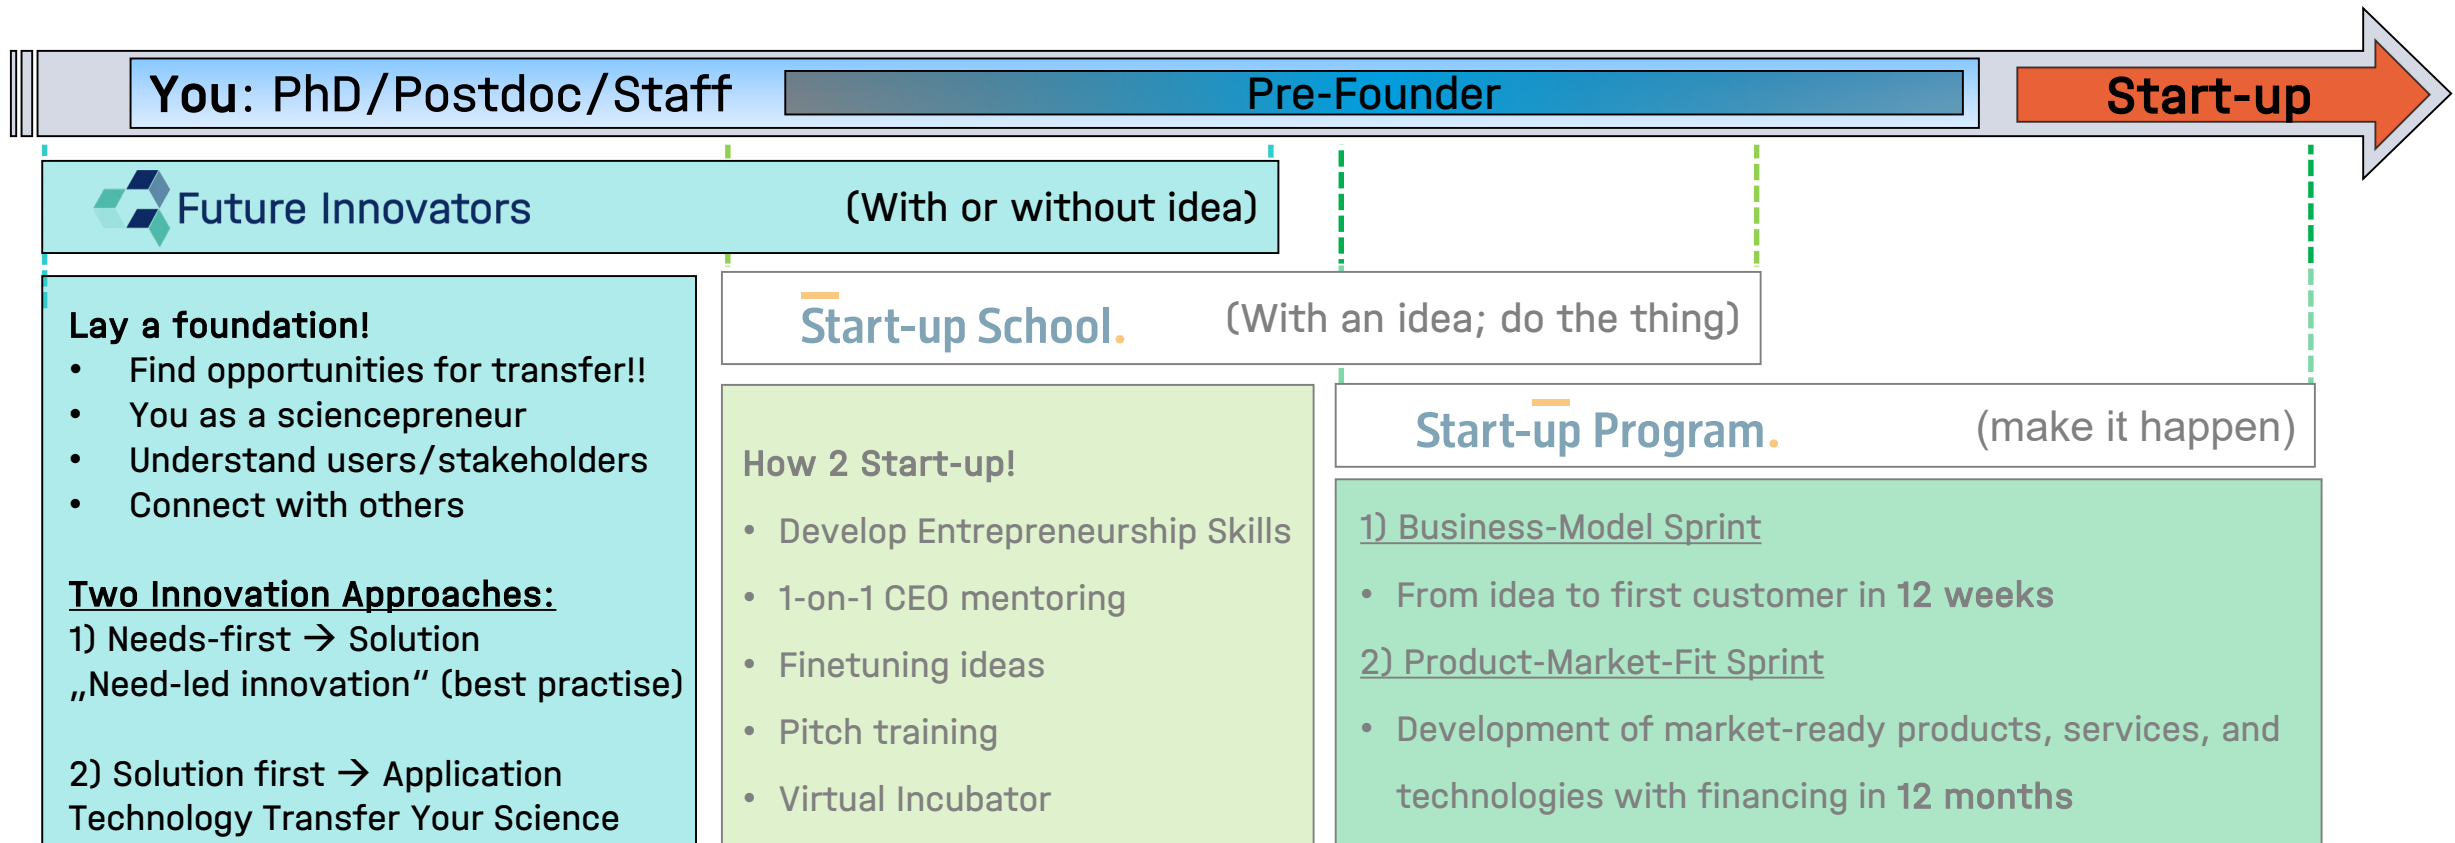 You: PhD/Postdoc/Staff
Pre-Founder
Start-up
Future Innovators
(With or without idea)
Lay a foundation!
• Find opportunities for transfer!!
• You as a sciencepreneur
• Understand users/stakeholders
• Connect with others
Two Innovation Approaches:
1) Needs-first → Solution
„Need-led innovation“ (best practise)
2) Solution first → Application
Technology Transfer Your Science
Start-up School.
(With an idea; do the thing)
How 2 Start-up!
• Develop Entrepreneurship Skills
• 1-on-1 CEO mentoring
• Finetuning ideas
• Pitch training
• Virtual Incubator
Start-up Program.
(make it happen)
1) Business-Model Sprint
• From idea to first customer in 12 weeks
2) Product-Market-Fit Sprint
• Development of market-ready products, services, and
technologies with financing in 12 months